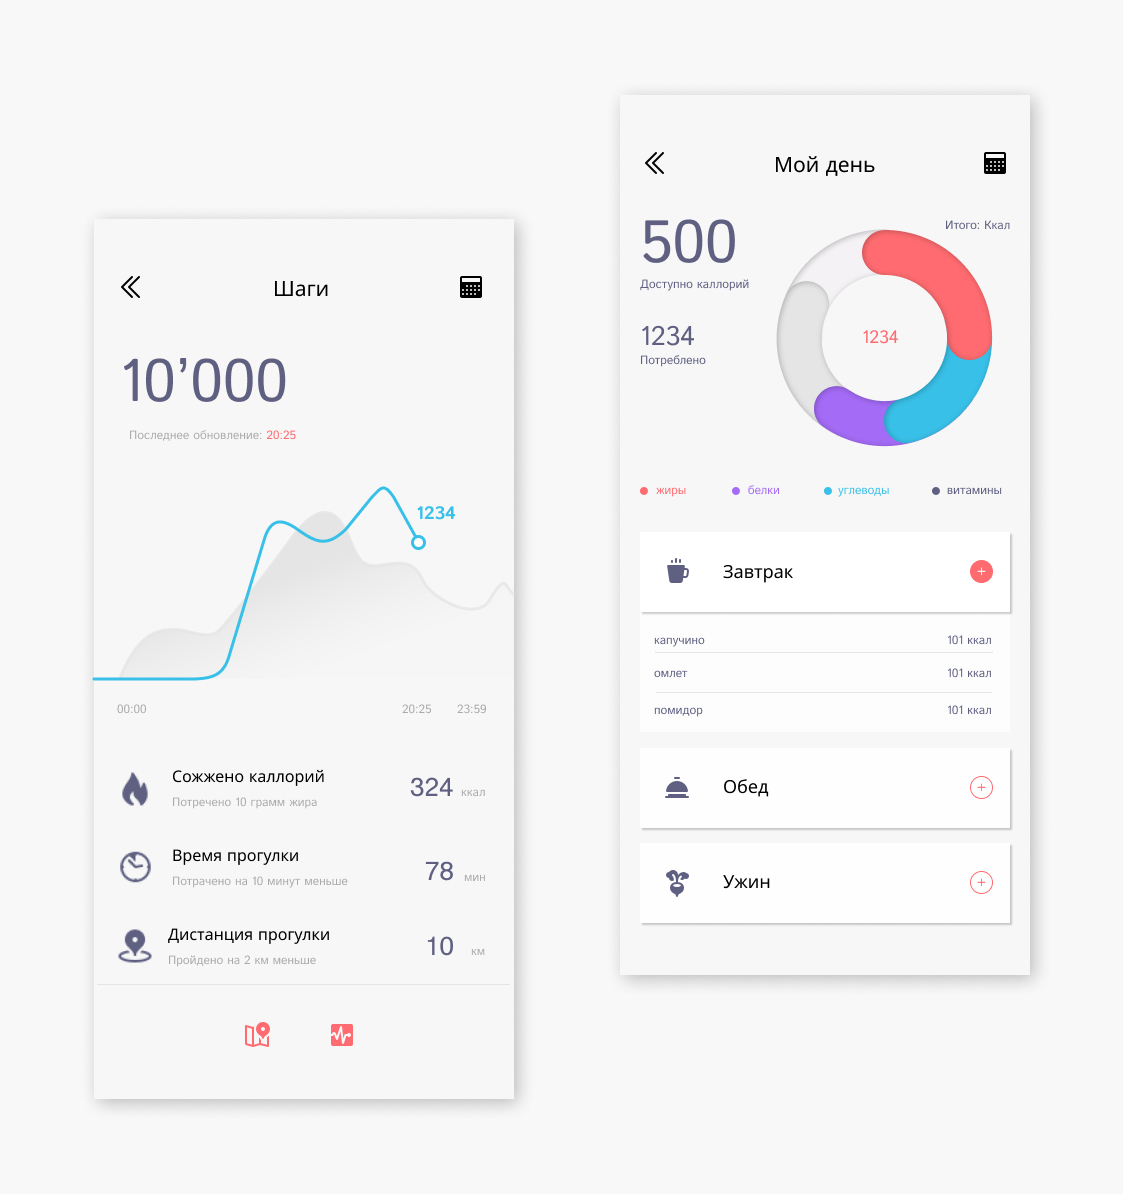 Шаги
10’000
Последнее обновление: 20:25
1234
00:00 20:25 23:59
Сожжено каллорий
324 ккал
Потречено 10 грамм жира
Время прогулки
78 мин
Потрачено на 10 минут меньше
Дистанция прогулки
10 км
Пройдено на 2 км меньше
Мой день
500
Итого: Ккал
Доступно каллорий
1234
Потреблено
1234
жиры белки углеводы витамины
Завтрак
капучино 101 ккал
омлет 101 ккал
помидор 101 ккал
Обед
Ужин